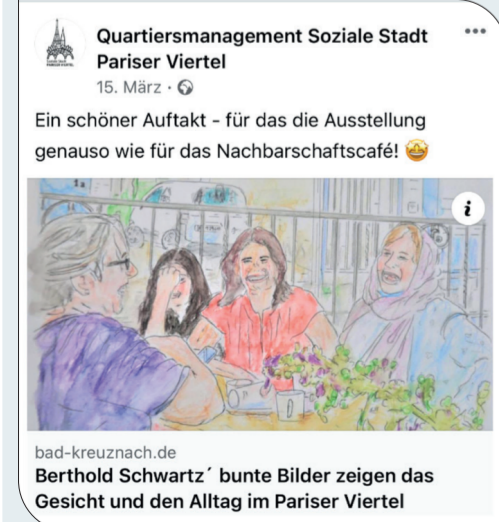 Quartiersmanagement Soziale Stadt
Pariser Viertel
15. März ·
Ein schöner Auftakt - für das die Ausstellung
genauso wie für das Nachbarschaftscafé! 🤩
i
bad-kreuznach.de
Berthold Schwartz´ bunte Bilder zeigen das
Gesicht und den Alltag im Pariser Viertel